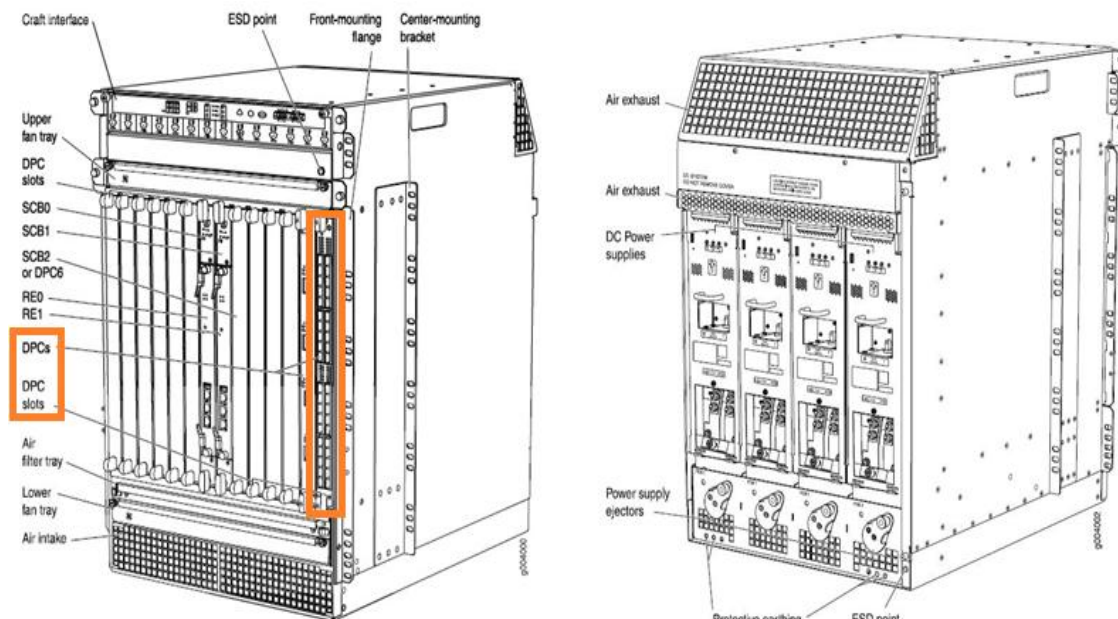 Craft interface
ESD point
Front-mounting
flange
Center-mounting
bracket
Upper
fan tray
DPC
slots
SCB0
SCB1
SCB2
or DPC6
RE0
RE1
DPCs
DPC
slots
Air
filter tray
Lower
fan tray
Air intake
g004000
Air exhaust
Air exhaust
DC Power
supplies
Power supply
ejectors
g004002
Protective earthing
ESD point